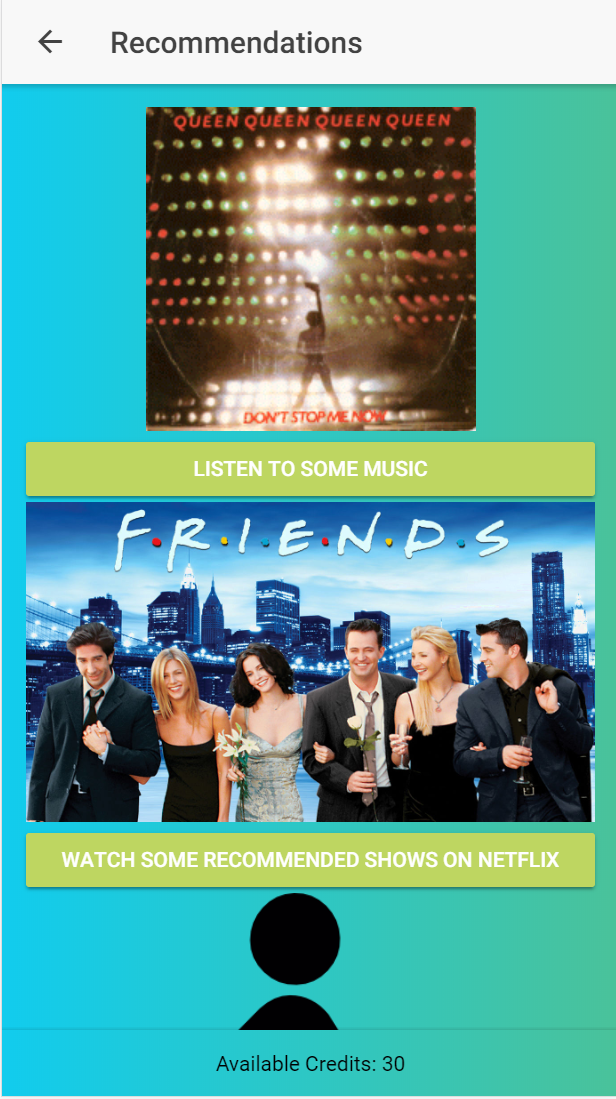 Recommendations
QUEEN QUEEN QUEEN QUEEN
DON'T STOP ME NOW
LISTEN TO SOME MUSIC
F•R•I•E•N•D•S
WATCH SOME RECOMMENDED SHOWS ON NETFLIX
Available Credits: 30